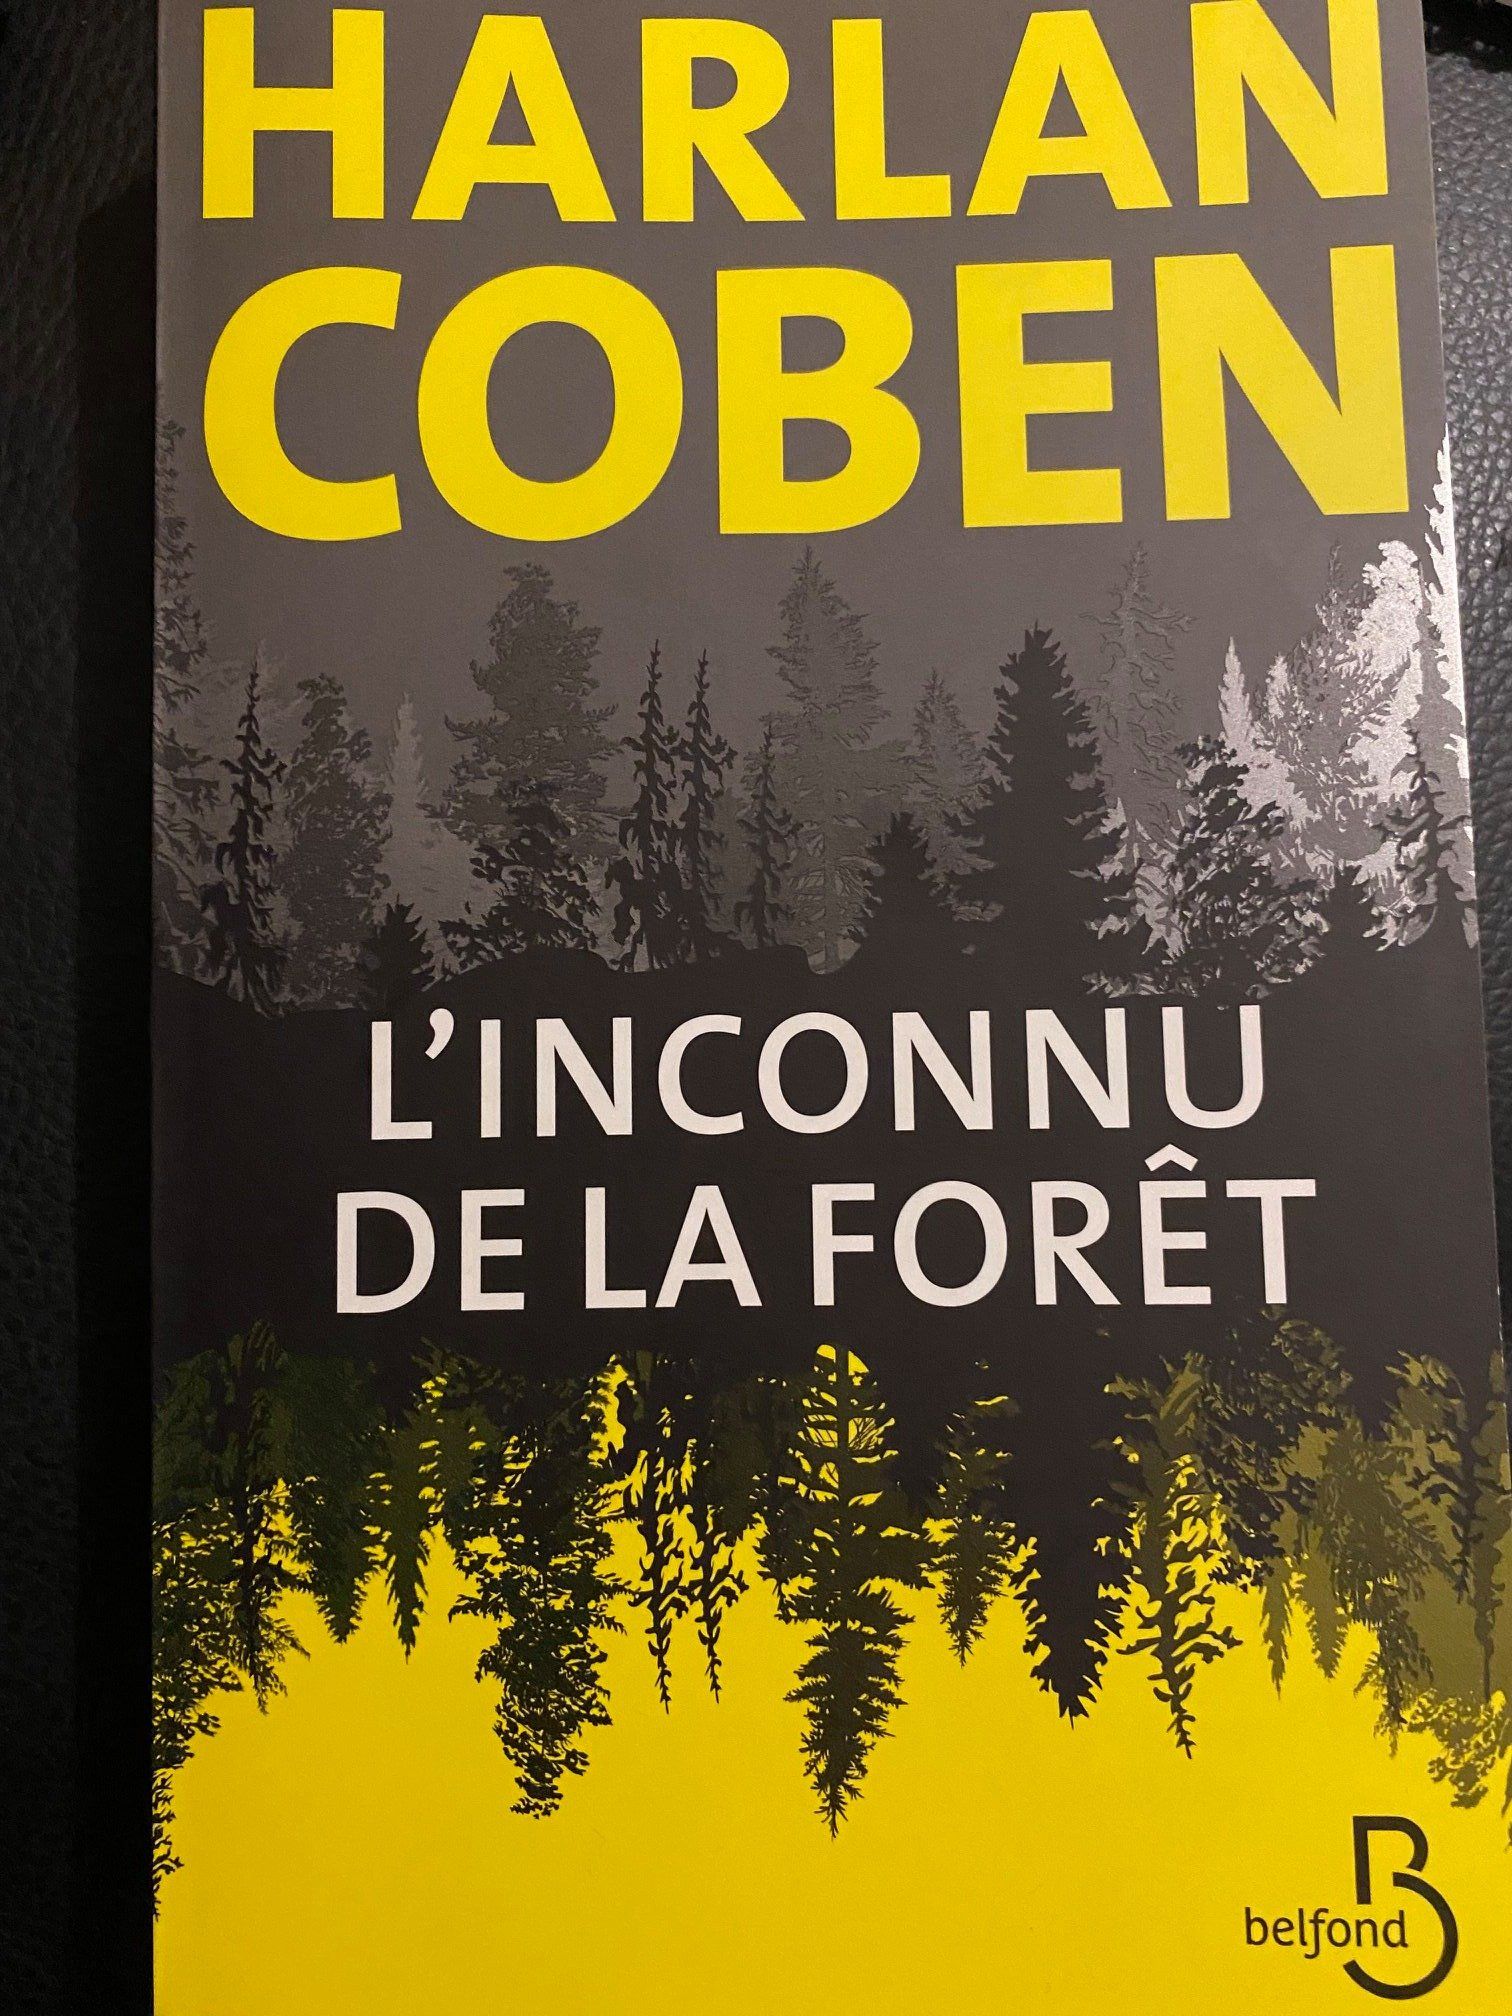 HARLAN
COBEN
L’INCONNU
DE LA FORÊT
B
belfond